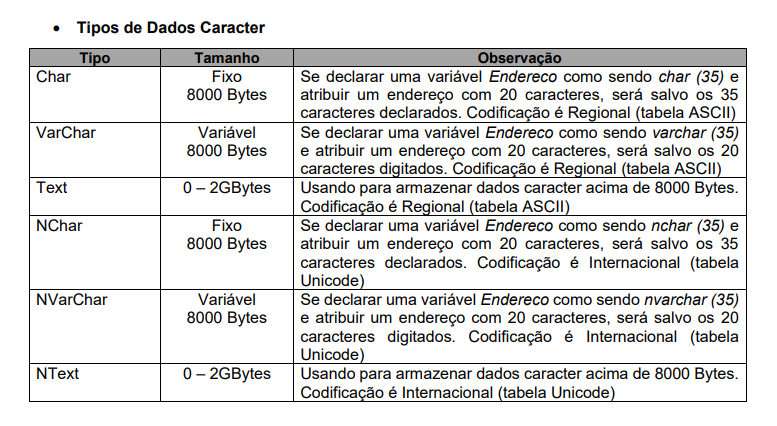 • Tipos de Dados Caracter
Tipo Tamanho Observação
Char Fixo Se declarar uma variável Endereco como sendo char (35) e
8000 Bytes atribuir um endereço com 20 caracteres, será salvo os 35
caracteres declarados. Codificação é Regional (tabela ASCII)
VarChar Variável Se declarar uma variável Endereco como sendo varchar (35)
8000 Bytes e atribuir um endereço com 20 caracteres, será salvo os 20
caracteres digitados. Codificação é Regional (tabela ASCII)
Text 0 – 2GBytes Usando para armazenar dados caracter acima de 8000 Bytes.
Codificação é Regional (tabela ASCII)
NChar Fixo Se declarar uma variável Endereco como sendo nchar (35) e
8000 Bytes atribuir um endereço com 20 caracteres, será salvo os 35
caracteres declarados. Codificação é Internacional (tabela
Unicode)
NVarChar Variável Se declarar uma variável Endereco como sendo nvarchar (35)
8000 Bytes e atribuir um endereço com 20 caracteres, será salvo os 20
caracteres digitados. Codificação é Internacional (tabela
Unicode)
NText 0 – 2GBytes Usando para armazenar dados caracter acima de 8000 Bytes.
Codificação é Internacional (tabela Unicode)